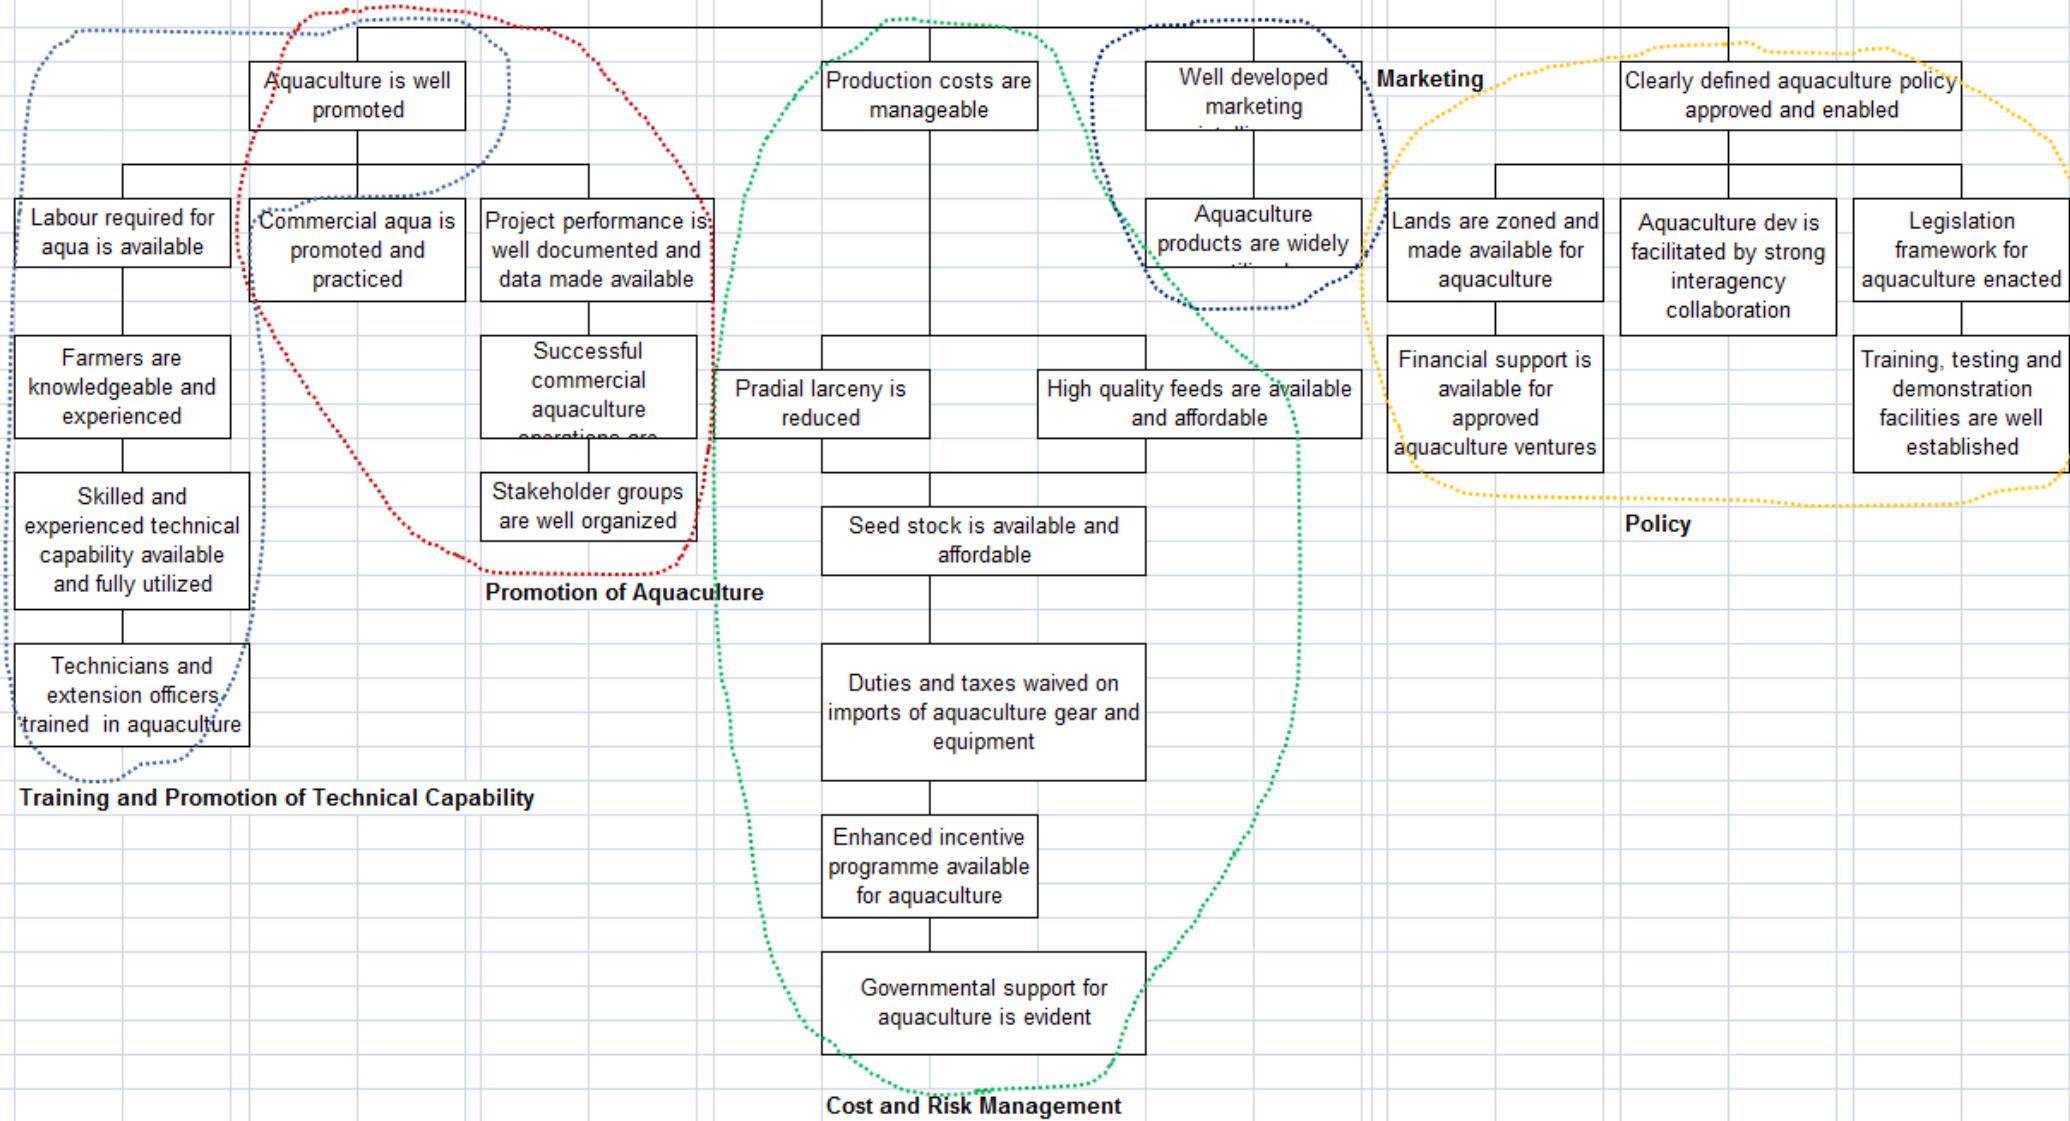 Aquaculture is well
promoted
Production costs are
manageable
Well developed
marketing
Marketing
Clearly defined aquaculture policy
approved and enabled
Labour required for
aqua is available
Commercial aqua is
promoted and
practiced
Project performance is
well documented and
data made available
Aquaculture
products are widely
Lands are zoned and
made available for
aquaculture
Aquaculture dev is
facilitated by strong
interagency
collaboration
Legislation
framework for
aquaculture enacted
Farmers are
knowledgeable and
experienced
Successful
commercial
aquaculture
operations are
Pradial larceny is
reduced
High quality feeds are available
and affordable
Financial support is
available for
approved
aquaculture ventures
Training, testing and
demonstration
facilities are well
established
Skilled and
experienced technical
capability available
and fully utilized
Stakeholder groups
are well organized
Seed stock is available and
affordable
Policy
Promotion of Aquaculture
Technicians and
extension officers
trained  in aquaculture
Duties and taxes waived on
imports of aquaculture gear and
equipment
Training and Promotion of Technical Capability
Enhanced incentive
programme available
for aquaculture
Governmental support for
aquaculture is evident
Cost and Risk Management